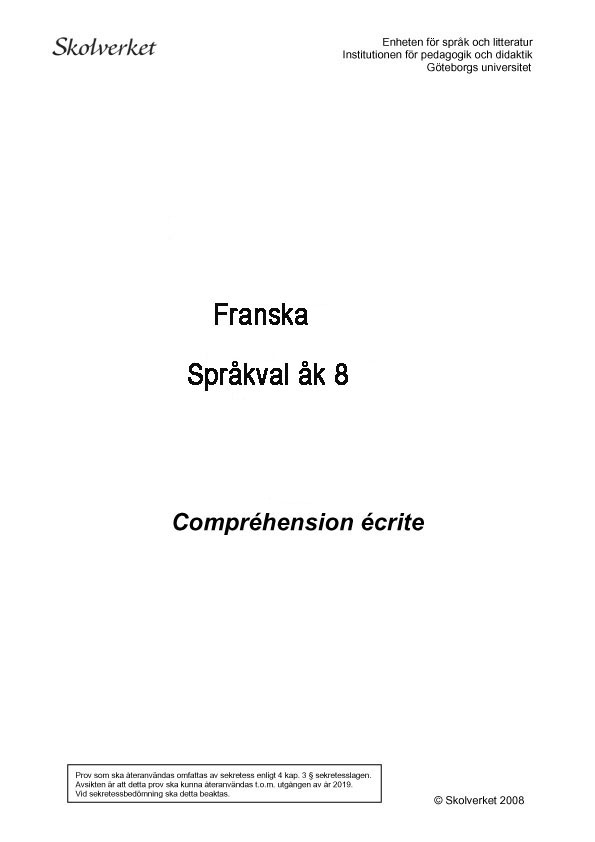 Skolverket
Enheten för språk och litteratur
Institutionen för pedagogik och didaktik
Göteborgs universitet
Franska
Språkval åk 8
Compréhension écrite
Prov som ska återanvändas omfattas av sekretess enligt 4 kap. 3 § sekretesslagen.
Avsikten är att detta prov ska kunna återanvändas t.o.m. utgången av år 2019.
Vid sekretessbedömning ska detta beaktas.
© Skolverket 2008